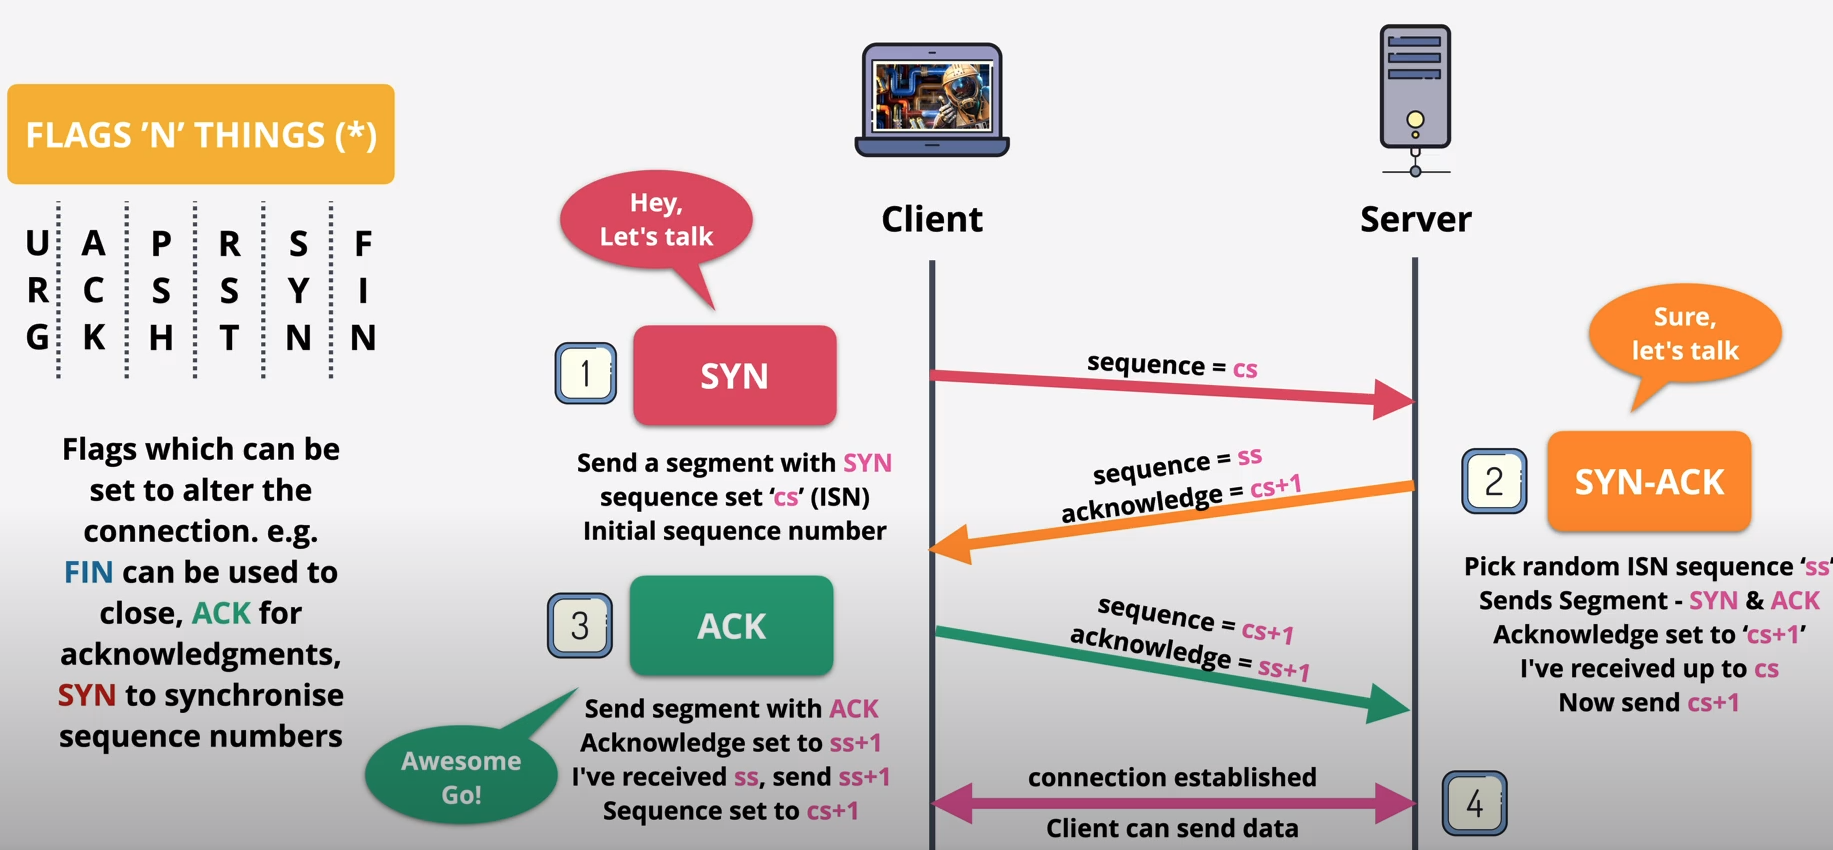 FLAGS ’N’ THINGS (*)
URG
ACK
PSH
RST
SYN
FIN
Flags which can be
set to alter the
connection. e.g.
FIN can be used to
close, ACK for
acknowledgments,
SYN to synchronise
sequence numbers
Client
Server
Hey,
Let's talk
1
SYN
Send a segment with SYN
sequence set ‘cs’ (ISN)
Initial sequence number
sequence = cs
Sure,
let's talk
2
SYN-ACK
Pick random ISN sequence ‘ss‘
Sends Segment - SYN & ACK
Acknowledge set to ‘cs+1’
I've received up to cs
Now send cs+1
sequence = ss
acknowledge = cs+1
3
ACK
Send segment with ACK
Acknowledge set to ss+1
I've received ss, send ss+1
Sequence set to cs+1
Awesome
Go!
sequence = cs+1
acknowledge = ss+1
connection established
Client can send data
4